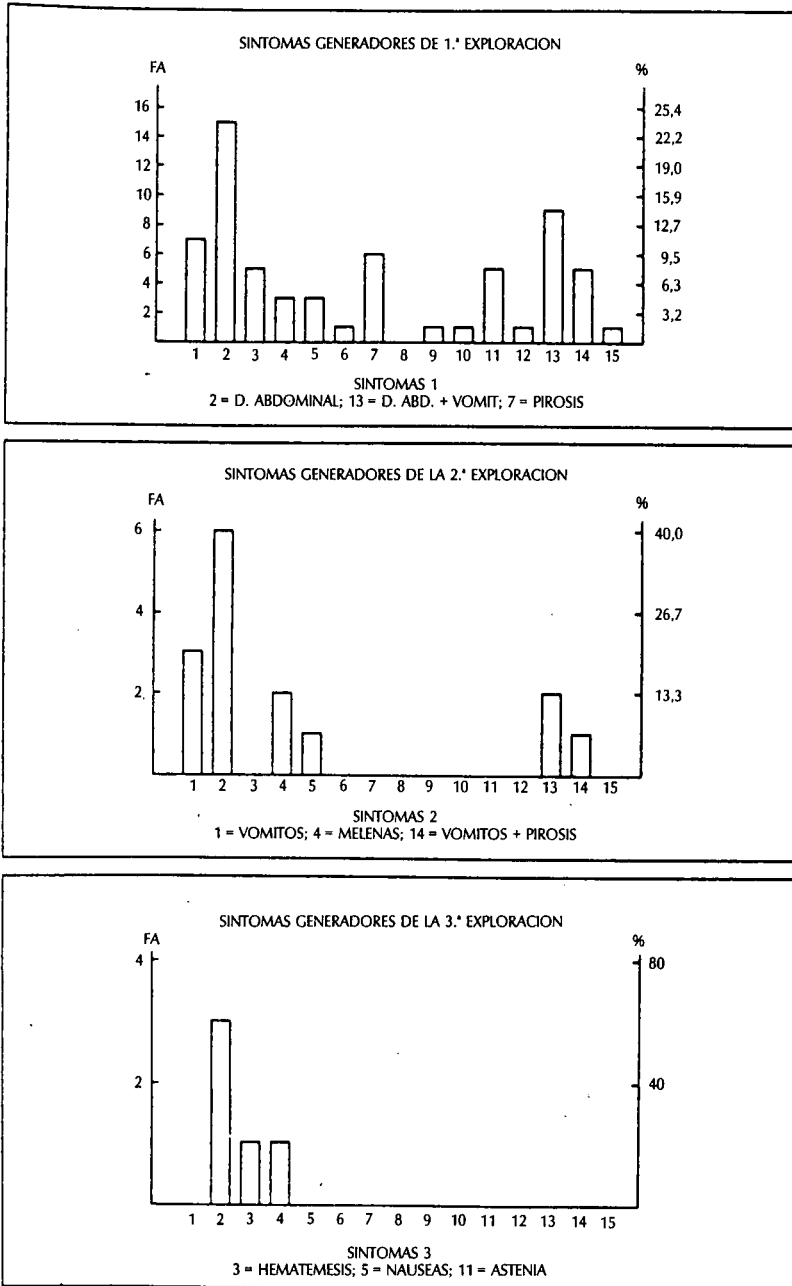 SINTOMAS GENERADORES DE 1.ª EXPLORACION
FA %
16 25,4
14 22,2
12 19,0
10 15,9
8 12,7
6 9,5
4 6,3
2 3,2
1 2 3 4 5 6 7 8 9 10 11 12 13 14 15
SINTOMAS 1
2 = D. ABDOMINAL; 13 = D. ABD. + VOMIT; 7 = PIROSIS
SINTOMAS GENERADORES DE LA 2.ª EXPLORACION
FA %
6 40,0
4 26,7
2 13,3
1 2 3 4 5 6 7 8 9 10 11 12 13 14 15
SINTOMAS 2
1 = VOMITOS; 4 = MELENAS; 14 = VOMITOS + PIROSIS
SINTOMAS GENERADORES DE LA 3.ª EXPLORACION
FA %
4 80
2 40
1 2 3 4 5 6 7 8 9 10 11 12 13 14 15
SINTOMAS 3
3 = HEMATEMESIS; 5 = NAUSEAS; 11 = ASTENIA